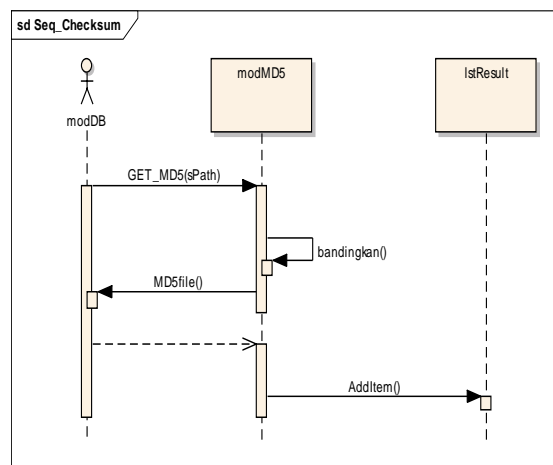 sd Seq_Checksum
modDB
modMD5
lstResult
GET_MD5(sPath)
bandingkan()
MD5file()
AddItem()